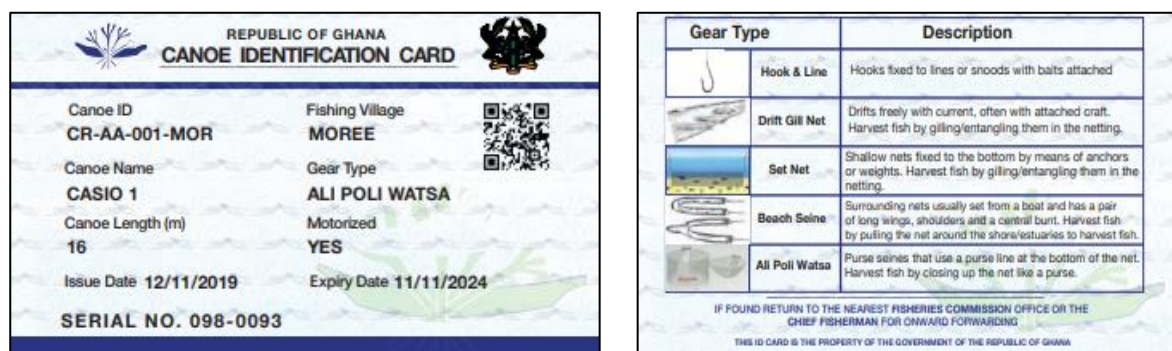 REPUBLIC OF GHANA
CANOE IDENTIFICATION CARD
Canoe ID
CR-AA-001-MOR
Fishing Village
MOREE
Canoe Name
CASIO 1
Gear Type
ALI POLI WATSA
Canoe Length (m)
16
Motorized
YES
Issue Date 12/11/2019
Expiry Date 11/11/2024
SERIAL NO. 098-0093
Gear Type
Description
Hook & Line
Hooks fixed to lines or snoods with baits attached
Drift Gill Net
Drifts freely with current, often with attached craft.
Harvest fish by gilling/entangling them in the netting.
Set Net
Shallow nets fixed to the bottom by means of anchors
or weights. Harvest fish by gilling/entangling them in the
netting.
Beach Seine
Surrounding nets usually set from a boat and has a pair
of long wings, shoulders and a central bunt. Harvest fish
by pulling the net around the shore/estuaries to harvest fish.
Ali Poli Watsa
Purse seines that use a purse line at the bottom of the net.
Harvest fish by closing up the net like a purse.
IF FOUND RETURN TO THE NEAREST FISHERIES COMMISSION OFFICE OR THE
CHIEF FISHERMAN FOR ONWARD FORWARDING
THIS ID CARD IS THE PROPERTY OF THE GOVERNMENT OF THE REPUBLIC OF GHANA